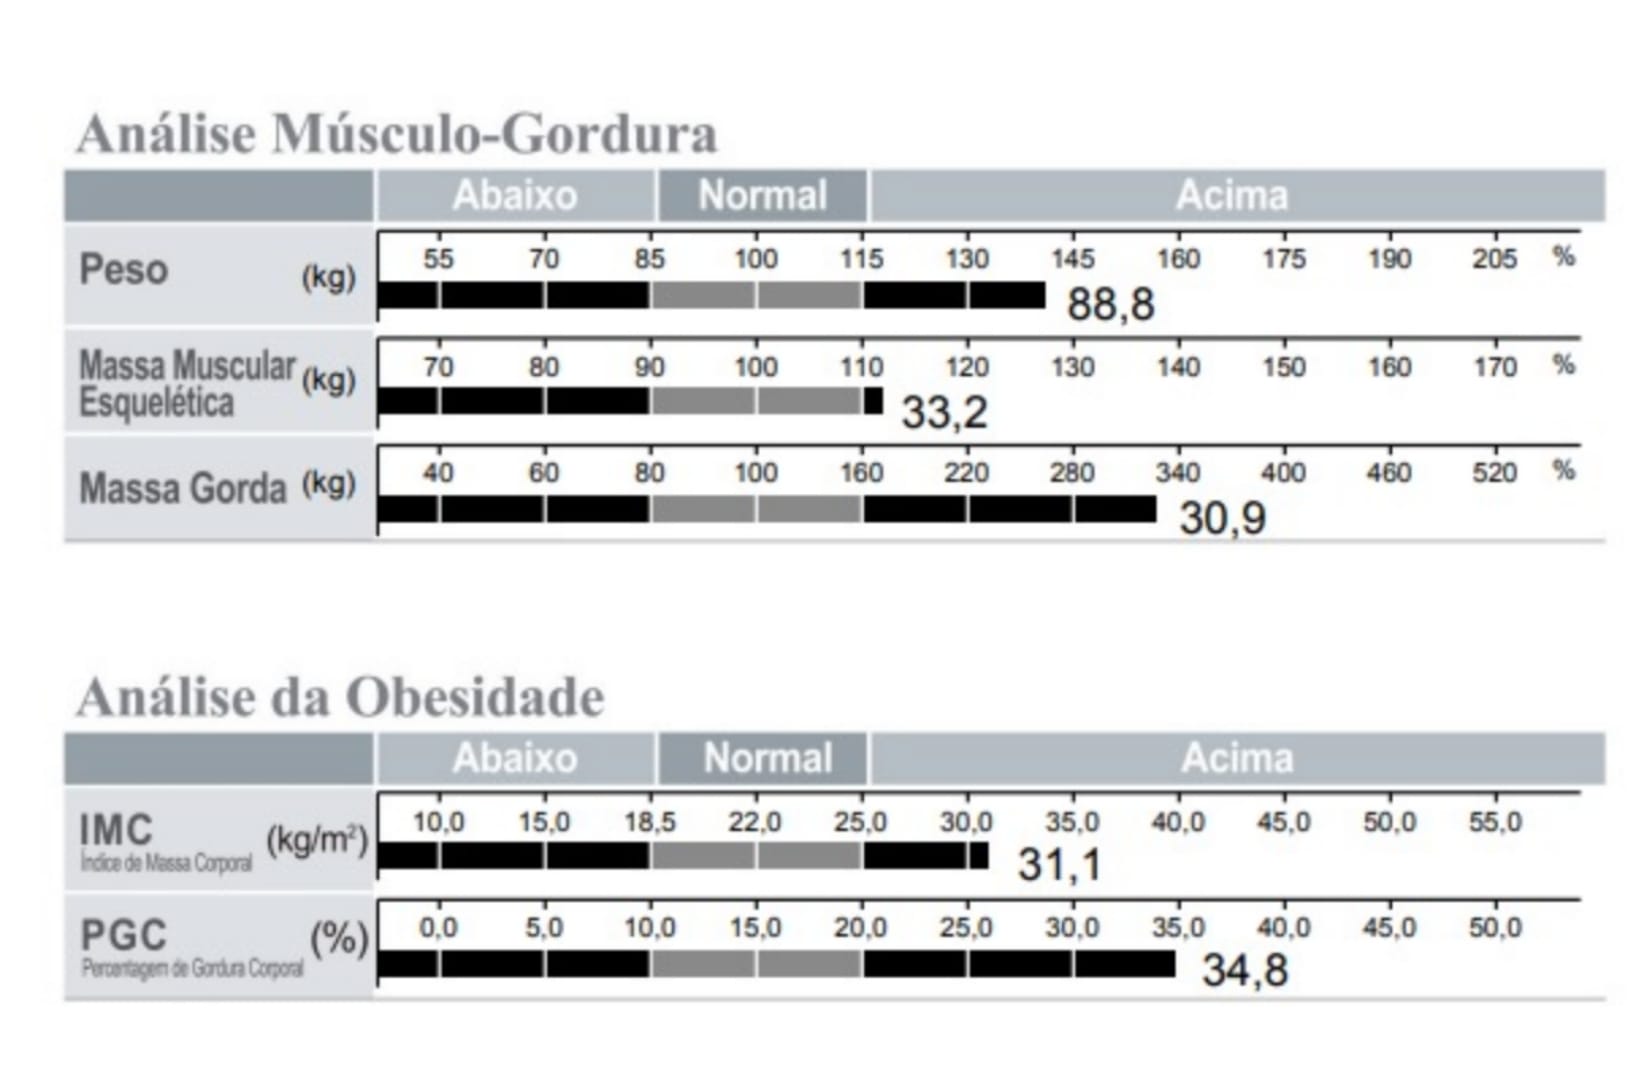 Análise Músculo-Gordura
Abaixo Normal Acima
Peso (kg) 55 70 85 100 115 130 145 160 175 190 205 %
88,8
Massa Muscular Esquelética (kg) 70 80 90 100 110 120 130 140 150 160 170 %
33,2
Massa Gorda (kg) 40 60 80 100 160 220 280 340 400 460 520 %
30,9
Análise da Obesidade
Abaixo Normal Acima
IMC (kg/m²) 10,0 15,0 18,5 22,0 25,0 30,0 35,0 40,0 45,0 50,0 55,0
Índice de Massa Corporal 31,1
PGC (%) 0,0 5,0 10,0 15,0 20,0 25,0 30,0 35,0 40,0 45,0 50,0
Percentagem de Gordura Corporal 34,8